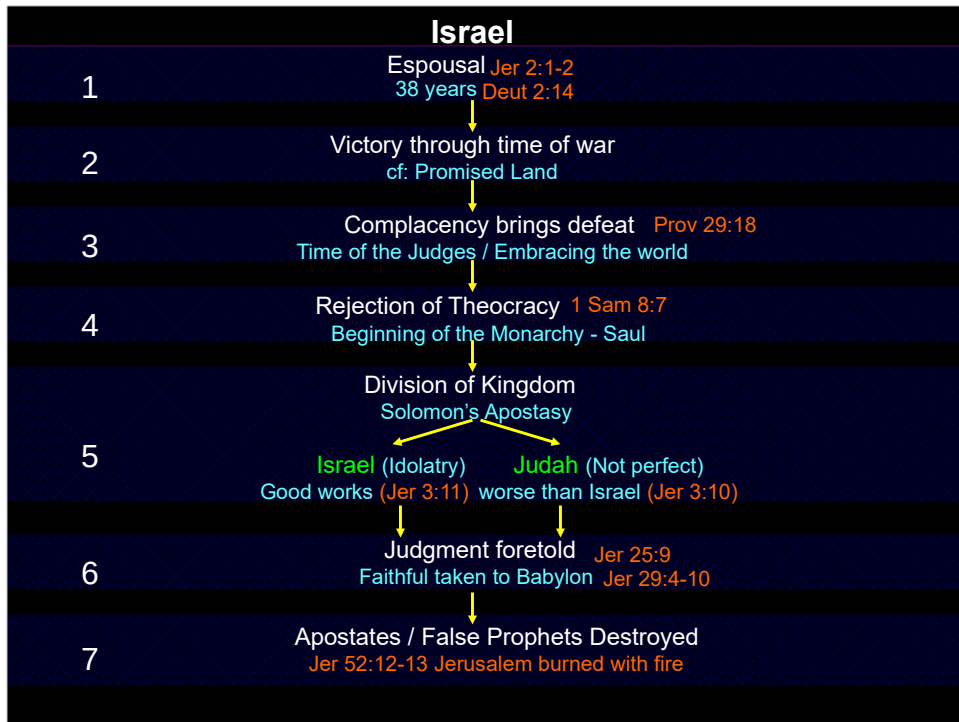 Israel
1
Espousal Jer 2:1-2
38 years Deut 2:14
2
Victory through time of war
cf: Promised Land
3
Complacency brings defeat Prov 29:18
Time of the Judges / Embracing the world
4
Rejection of Theocracy 1 Sam 8:7
Beginning of the Monarchy - Saul
5
Division of Kingdom
Solomon's Apostasy
Israel (Idolatry) Judah (Not perfect)
Good works (Jer 3:11) worse than Israel (Jer 3:10)
6
Judgment foretold Jer 25:9
Faithful taken to Babylon Jer 29:4-10
7
Apostates / False Prophets Destroyed
Jer 52:12-13 Jerusalem burned with fire